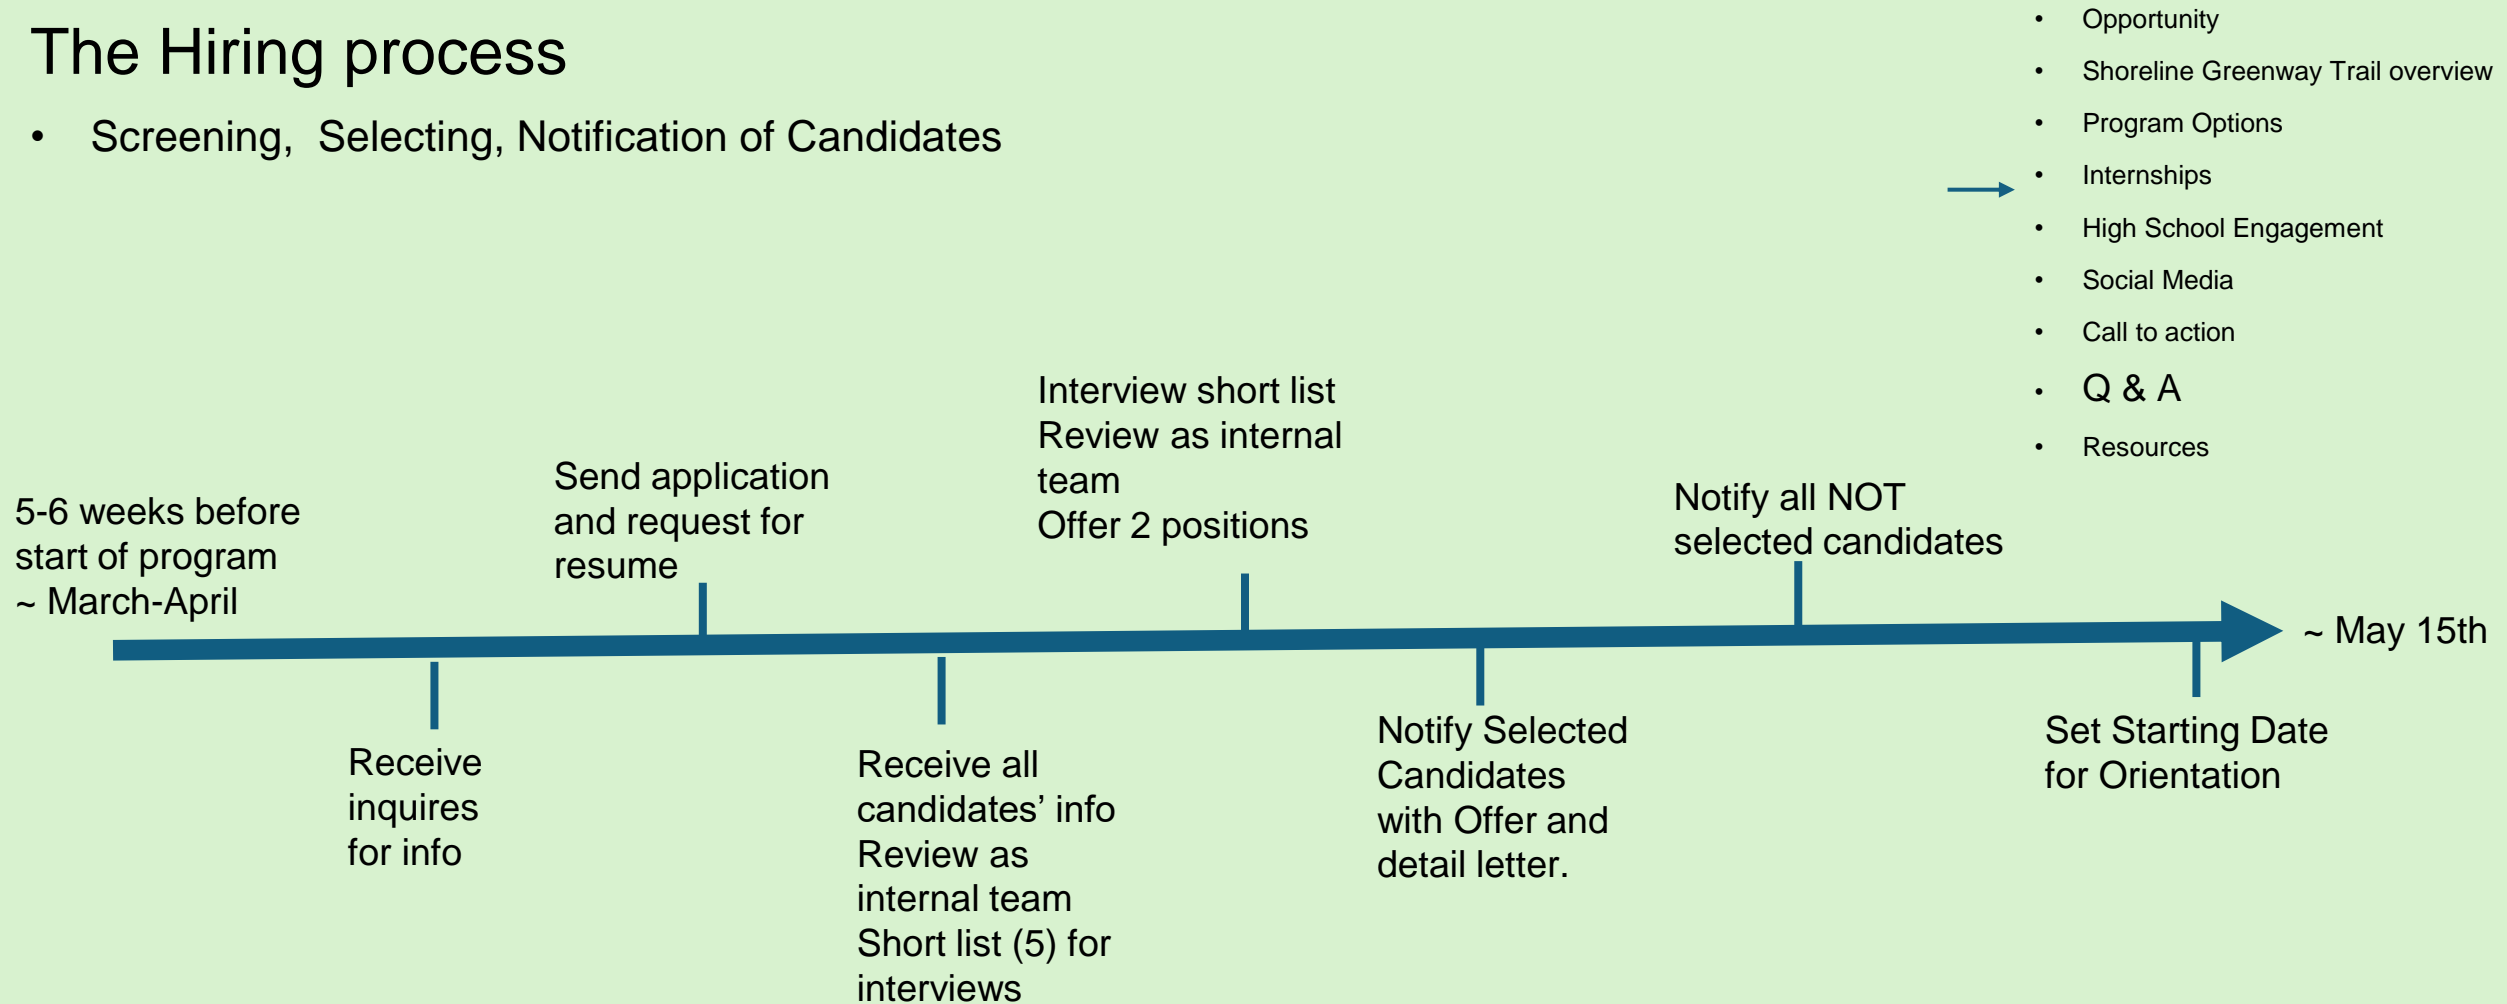 The Hiring process
• Screening, Selecting, Notification of Candidates
• Opportunity
• Shoreline Greenway Trail overview
• Program Options
• Internships
• High School Engagement
• Social Media
• Call to action
• Q & A
• Resources
5-6 weeks before
start of program
~ March-April
Receive
inquires
for info
Send application
and request for
resume
Receive all
candidates’ info
Review as
internal team
Short list (5) for
interviews
Interview short list
Review as internal
team
Offer 2 positions
Notify Selected
Candidates
with Offer and
detail letter.
Notify all NOT
selected candidates
Set Starting Date
for Orientation
~ May 15th